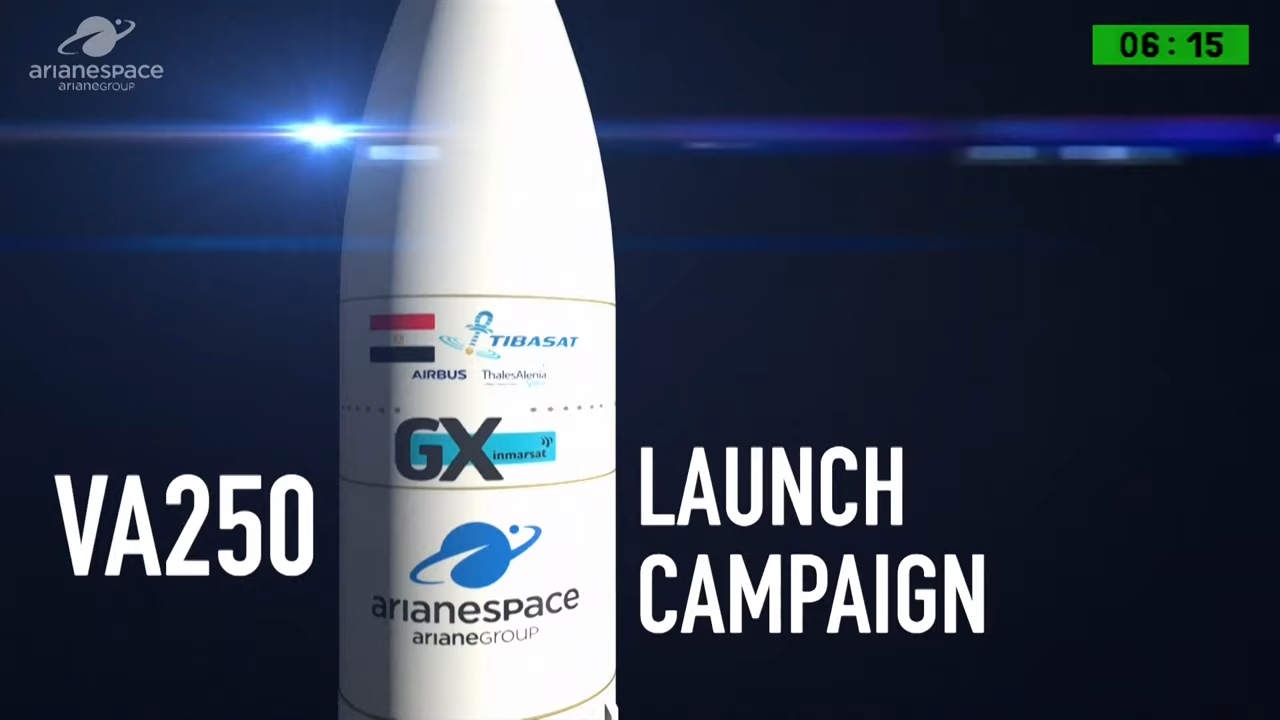 arianespace
arianeGROUP
06:15
TIBASAT
AIRBUS
ThalesAlenia
GX
inmarsat
VA250
LAUNCH
CAMPAIGN
arianespace
arianeGROUP